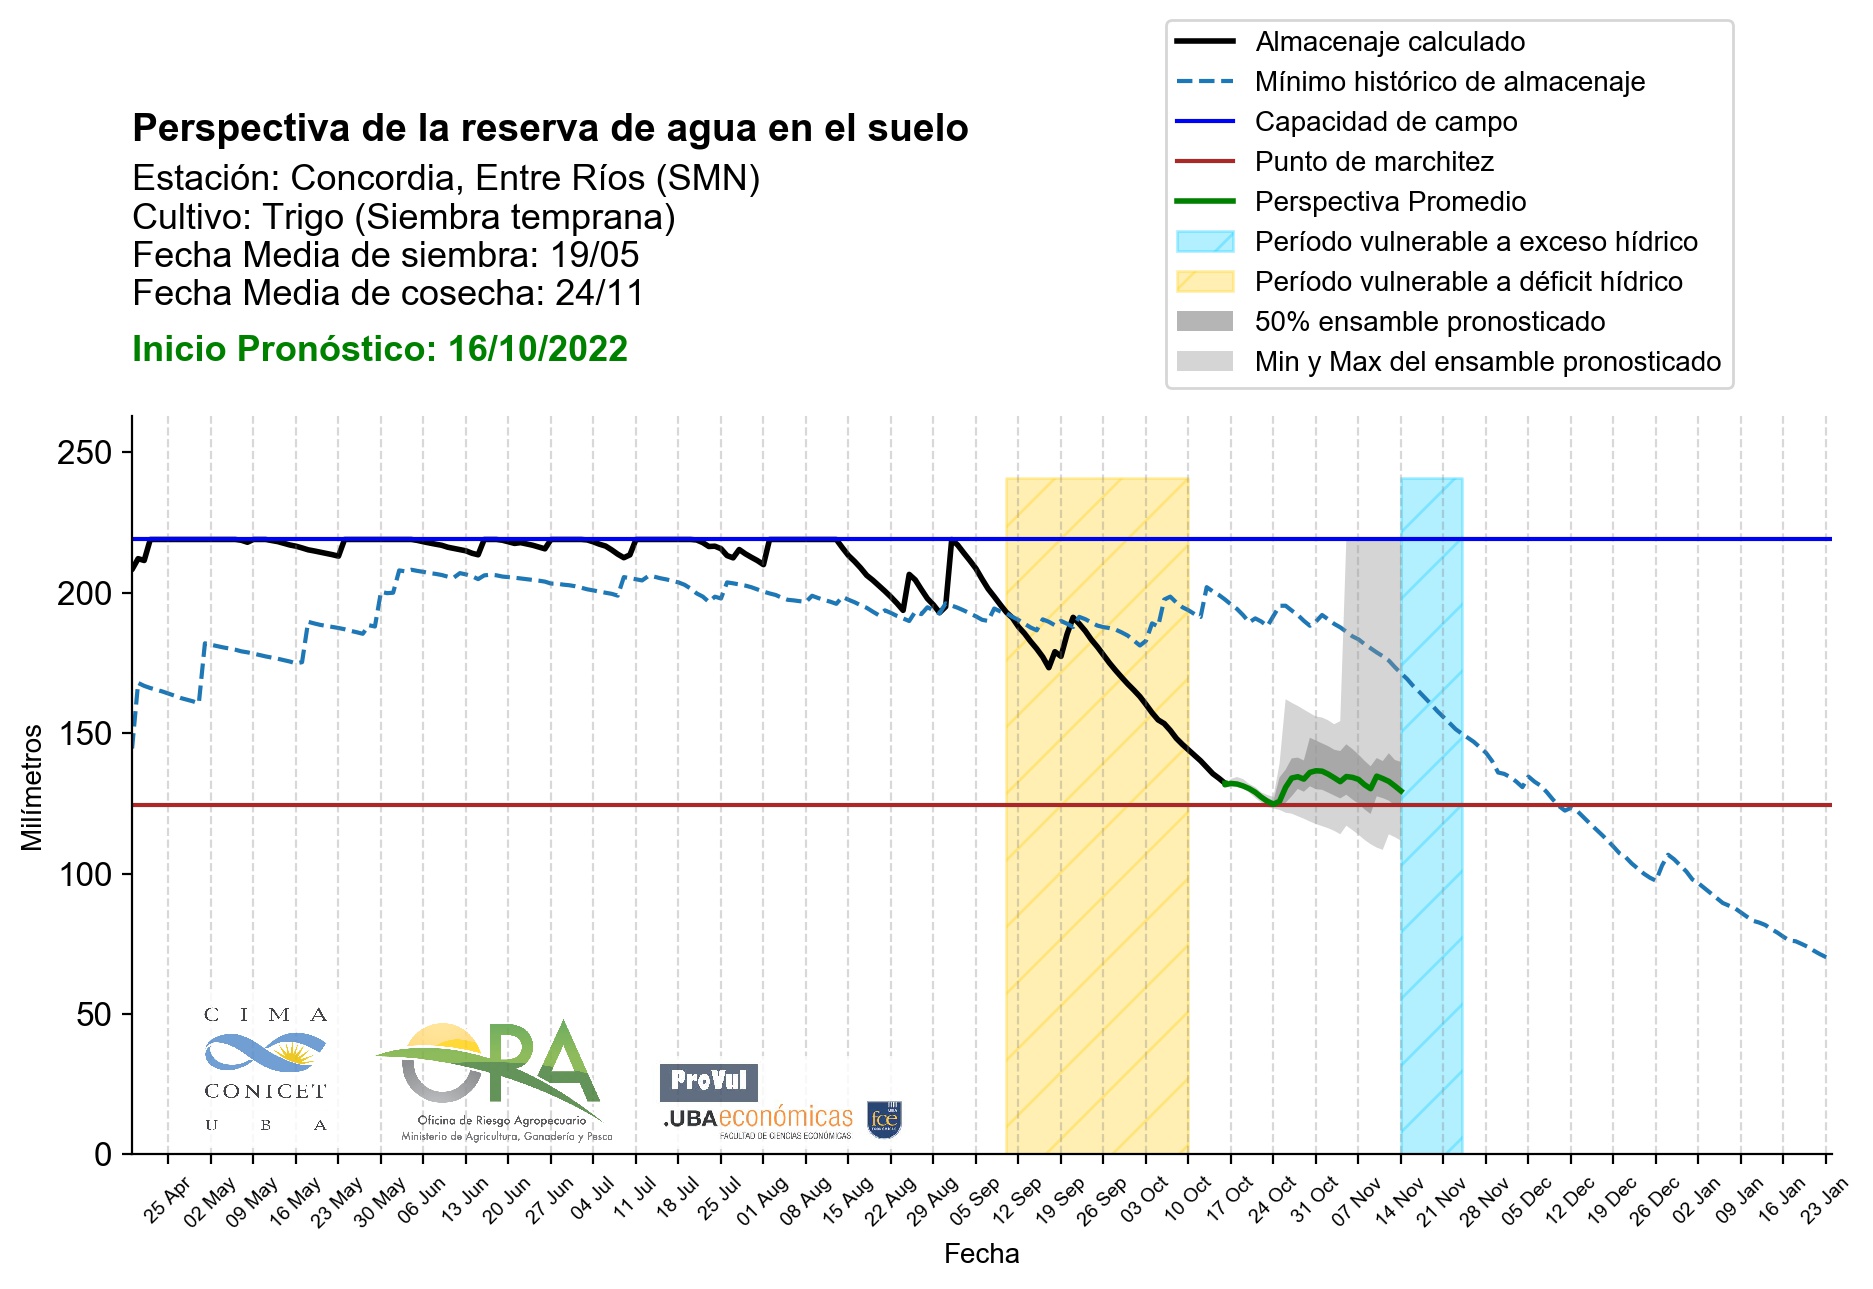 Almacenaje calculado
Mínimo histórico de almacenaje
Capacidad de campo
Punto de marchitez
Perspectiva Promedio
Período vulnerable a exceso hídrico
Período vulnerable a déficit hídrico
50% ensamble pronosticado
Min y Max del ensamble pronosticado
Perspectiva de la reserva de agua en el suelo
Estación: Concordia, Entre Ríos (SMN)
Cultivo: Trigo (Siembra temprana)
Fecha Media de siembra: 19/05
Fecha Media de cosecha: 24/11
Inicio Pronóstico: 16/10/2022
Milímetros
250
200
150
100
50
0
CIMA
CONICET
UBA
ORA
Oficina de Riesgo Agropecuario
Ministerio de Agricultura, Ganadería y Pesca
ProVul
.UBAeconómicas
FACULTAD DE CIENCIAS ECONÓMICAS
UBA
fce
ECONÓMICAS
25 Apr
02 May
09 May
16 May
23 May
30 May
06 Jun
13 Jun
20 Jun
27 Jun
04 Jul
11 Jul
18 Jul
25 Jul
01 Aug
08 Aug
15 Aug
22 Aug
29 Aug
05 Sep
12 Sep
19 Sep
26 Sep
03 Oct
10 Oct
17 Oct
24 Oct
31 Oct
07 Nov
14 Nov
21 Nov
28 Nov
05 Dec
12 Dec
19 Dec
26 Dec
02 Jan
09 Jan
16 Jan
23 Jan
Fecha